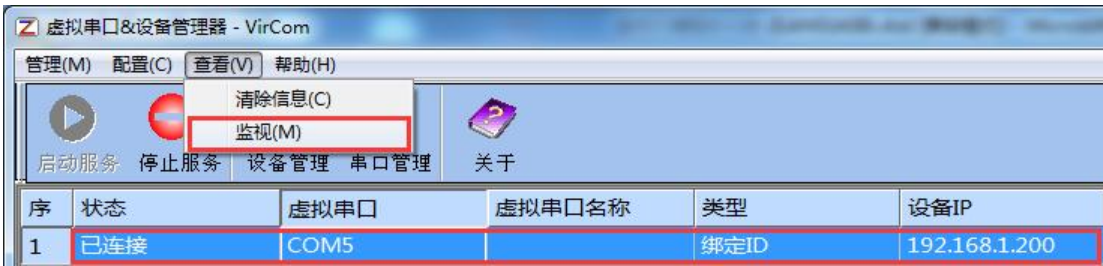 虚拟串口&设备管理器 - VirCom
管理(M) 配置(C) 查看(V) 帮助(H)
清除信息(C)
监视(M)
启动服务 停止服务 设备管理 串口管理 关于
序 状态 虚拟串口 虚拟串口名称 类型 设备IP
1 已连接 COM5 绑定ID 192.168.1.200